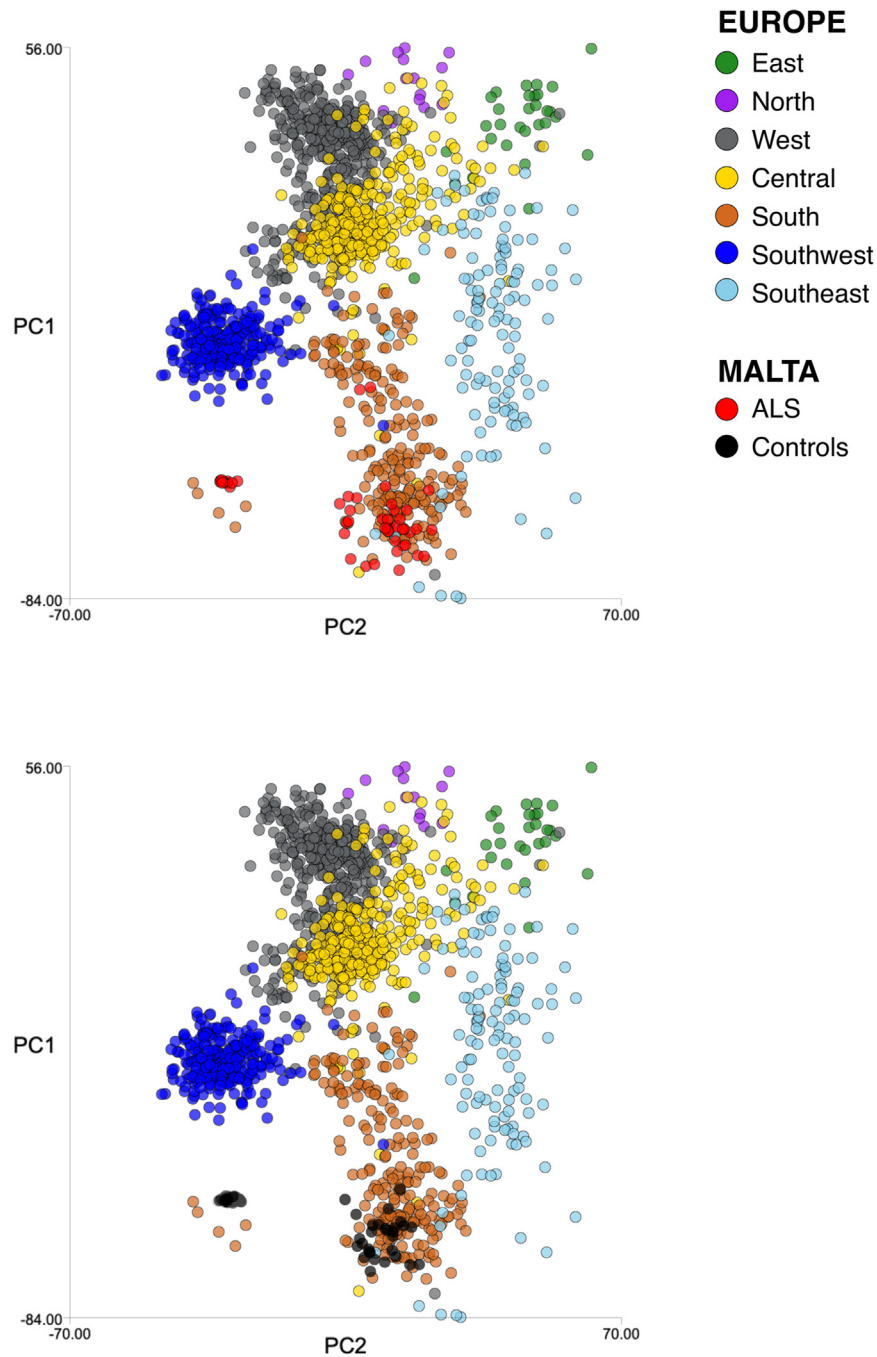 EUROPE
East
North
West
Central
South
Southwest
Southeast
MALTA
ALS
Controls
56.00
PC1
-84.00
-70.00
PC2
70.00
56.00
PC1
-84.00
-70.00
PC2
70.00